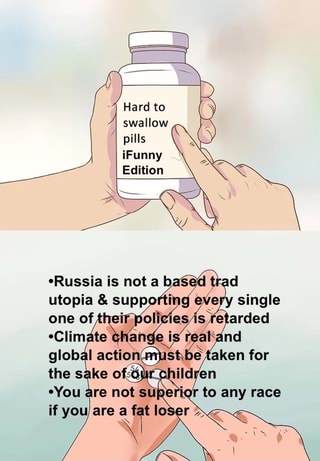 Hard to
swallow
pills
iFunny
Edition
•Russia is not a based trad
utopia & supporting every single
one of their policies is retarded
•Climate change is real and
global action must be taken for
the sake of our children
•You are not superior to any race
if you are a fat loser